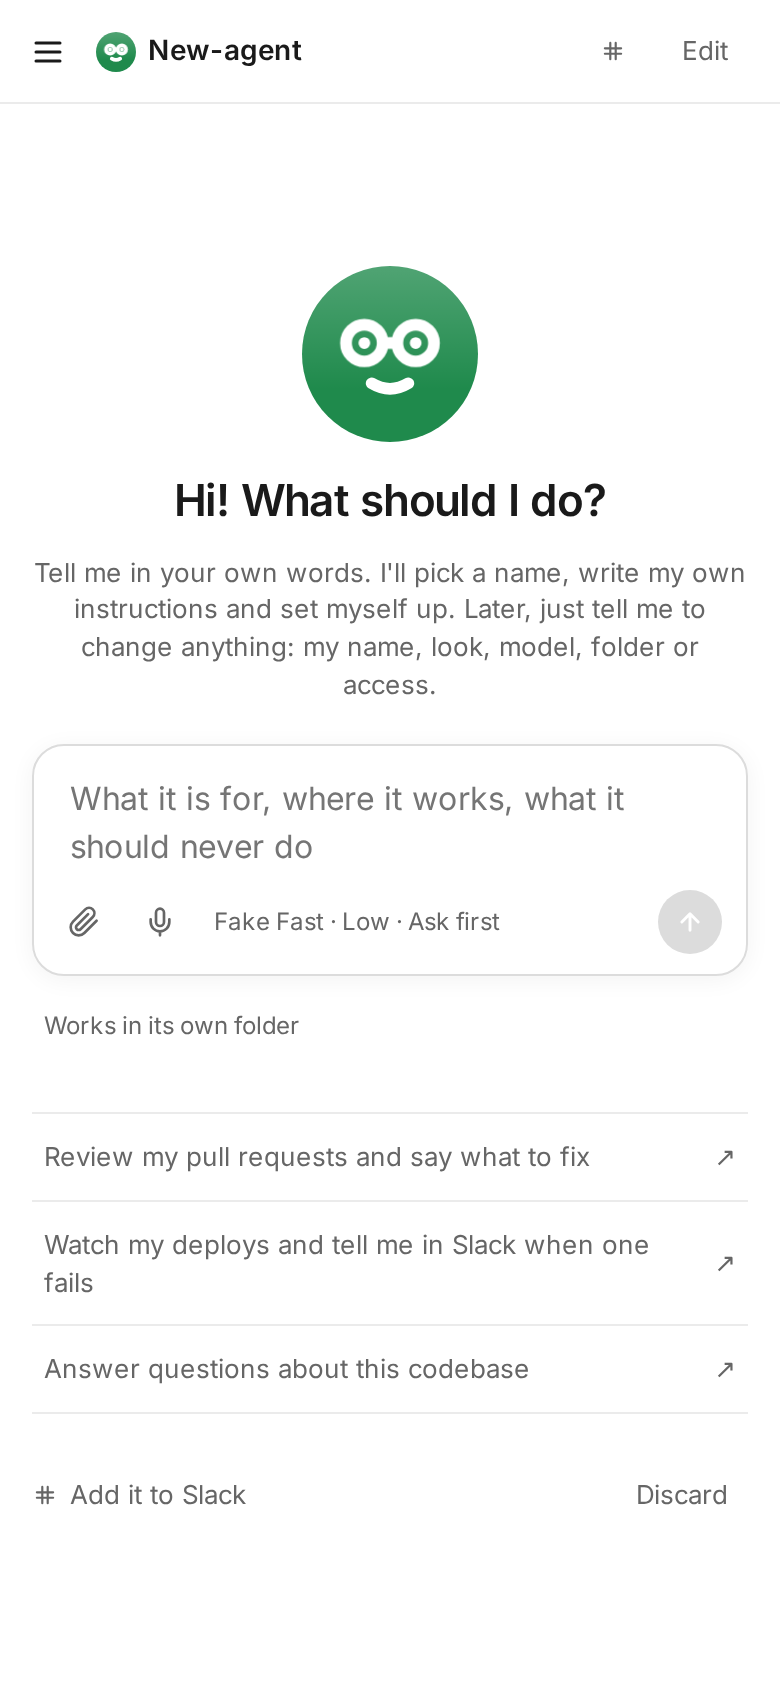 New-agent
Edit
Hi! What should I do?
Tell me in your own words. I'll pick a name, write my own
instructions and set myself up. Later, just tell me to
change anything: my name, look, model, folder or
access.
What it is for, where it works, what it
should never do
Fake Fast · Low · Ask first
Works in its own folder
Review my pull requests and say what to fix
Watch my deploys and tell me in Slack when one
fails
Answer questions about this codebase
Add it to Slack
Discard